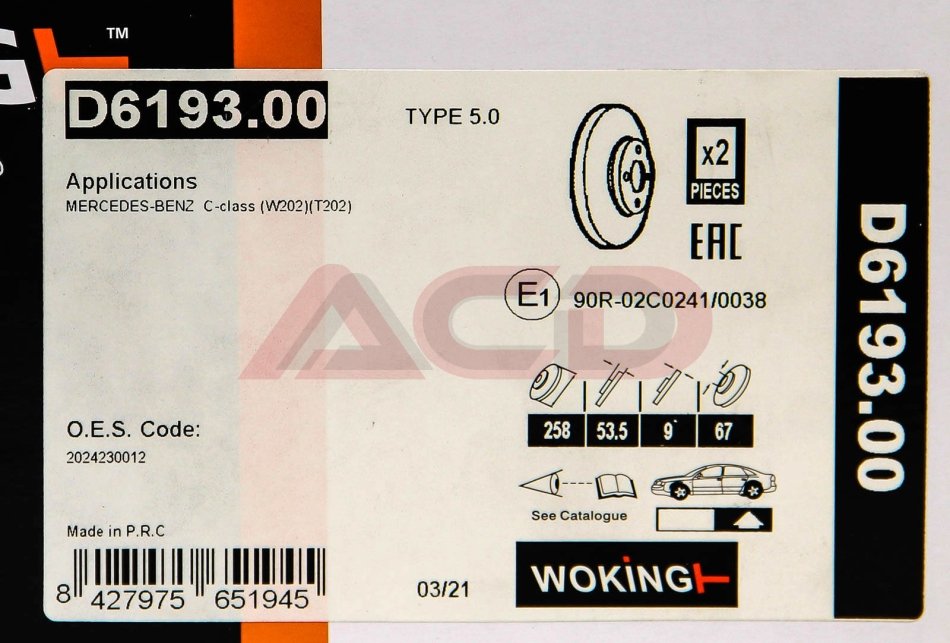 ™
D6193.00
TYPE 5.0
x2
PIECES
Applications
MERCEDES-BENZ C-class (W202)(T202)
EAC
E1 90R-02C0241/0038
ACD
258 53.5 9 67
O.E.S. Code:
2024230012
See Catalogue
Made in P.R.C
8 427975 651945
03/21
WOKING
D6193.00